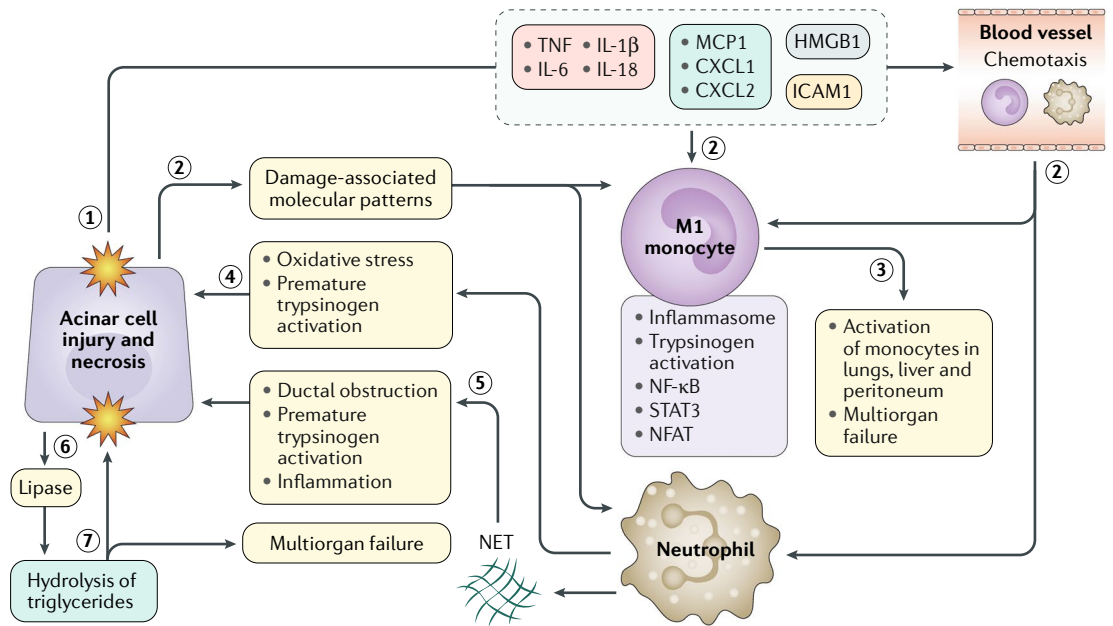 • TNF • IL-1β
• IL-6 • IL-18
• MCP1
• CXCL1
• CXCL2
HMGB1
ICAM1
Blood vessel
Chemotaxis
2
2
2
1
Damage-associated
molecular patterns
M1
monocyte
3
4
• Oxidative stress
• Premature
trypsinogen
activation
Acinar cell
injury and
necrosis
• Inflammasome
• Trypsinogen
activation
• NF-κB
• STAT3
• NFAT
• Activation
of monocytes in
lungs, liver and
peritoneum
• Multiorgan
failure
5
• Ductal obstruction
• Premature
trypsinogen
activation
• Inflammation
6
Lipase
7
Multiorgan failure
NET
Neutrophil
Hydrolysis of
triglycerides